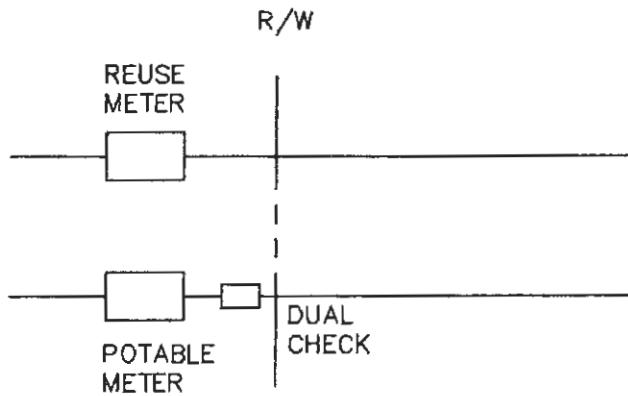 R/W
REUSE
METER
DUAL
CHECK
POTABLE
METER